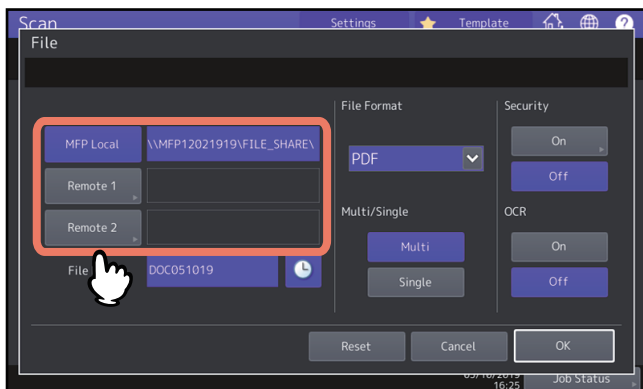 Scan
Settings
Template
?
File
File Format
Security
MFP Local
\\MFP12021919\FILE_SHARE\
On
PDF
Remote 1
Off
Multi/Single
OCR
Remote 2
Multi
On
File
DOC051019
Single
Off
Reset
Cancel
OK
16:25
Job Status